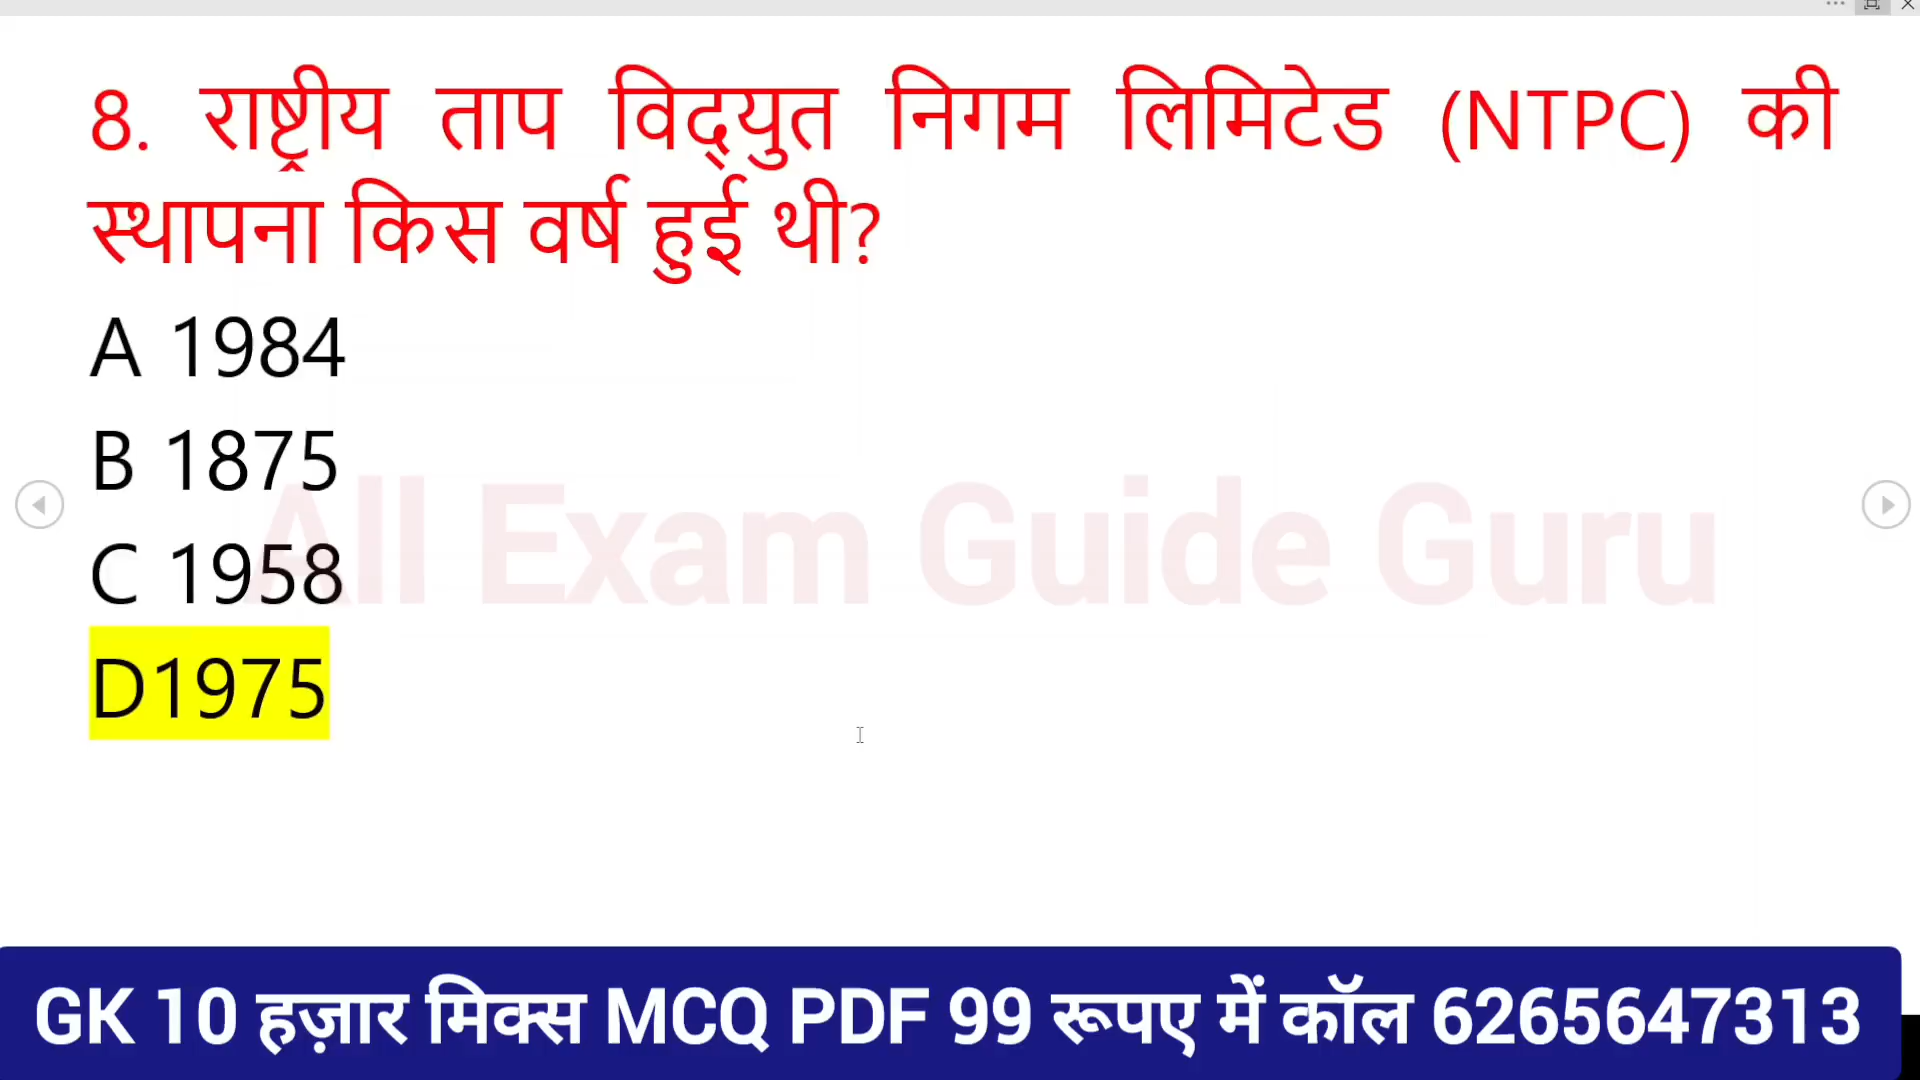 8. राष्ट्रीय ताप विद्युत निगम लिमिटेड (NTPC) की
स्थापना किस वर्ष हुई थी?
A 1984
B 1875
All Exam Guide Guru
C 1958
D1975
GK 10 हज़ार मिक्स MCQ PDF 99 रूपए में कॉल 6265647313